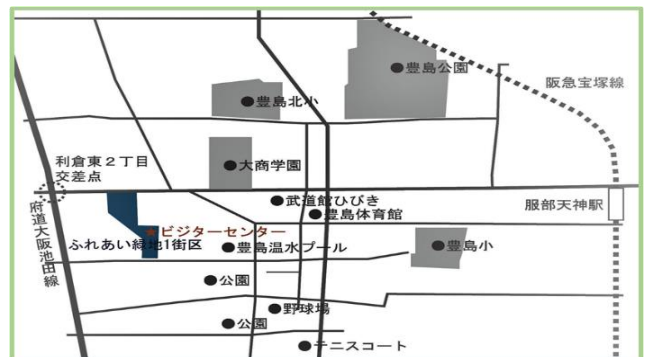 豊島公園
阪急宝塚線
豊島北小
利倉東２丁目
交差点
大商学園
武道館ひびき
豊島体育館
服部天神駅
府道大阪池田線
ビジターセンター
ふれあい緑地1街区
豊島温水プール
豊島小
公園
野球場
公園
テニスコート